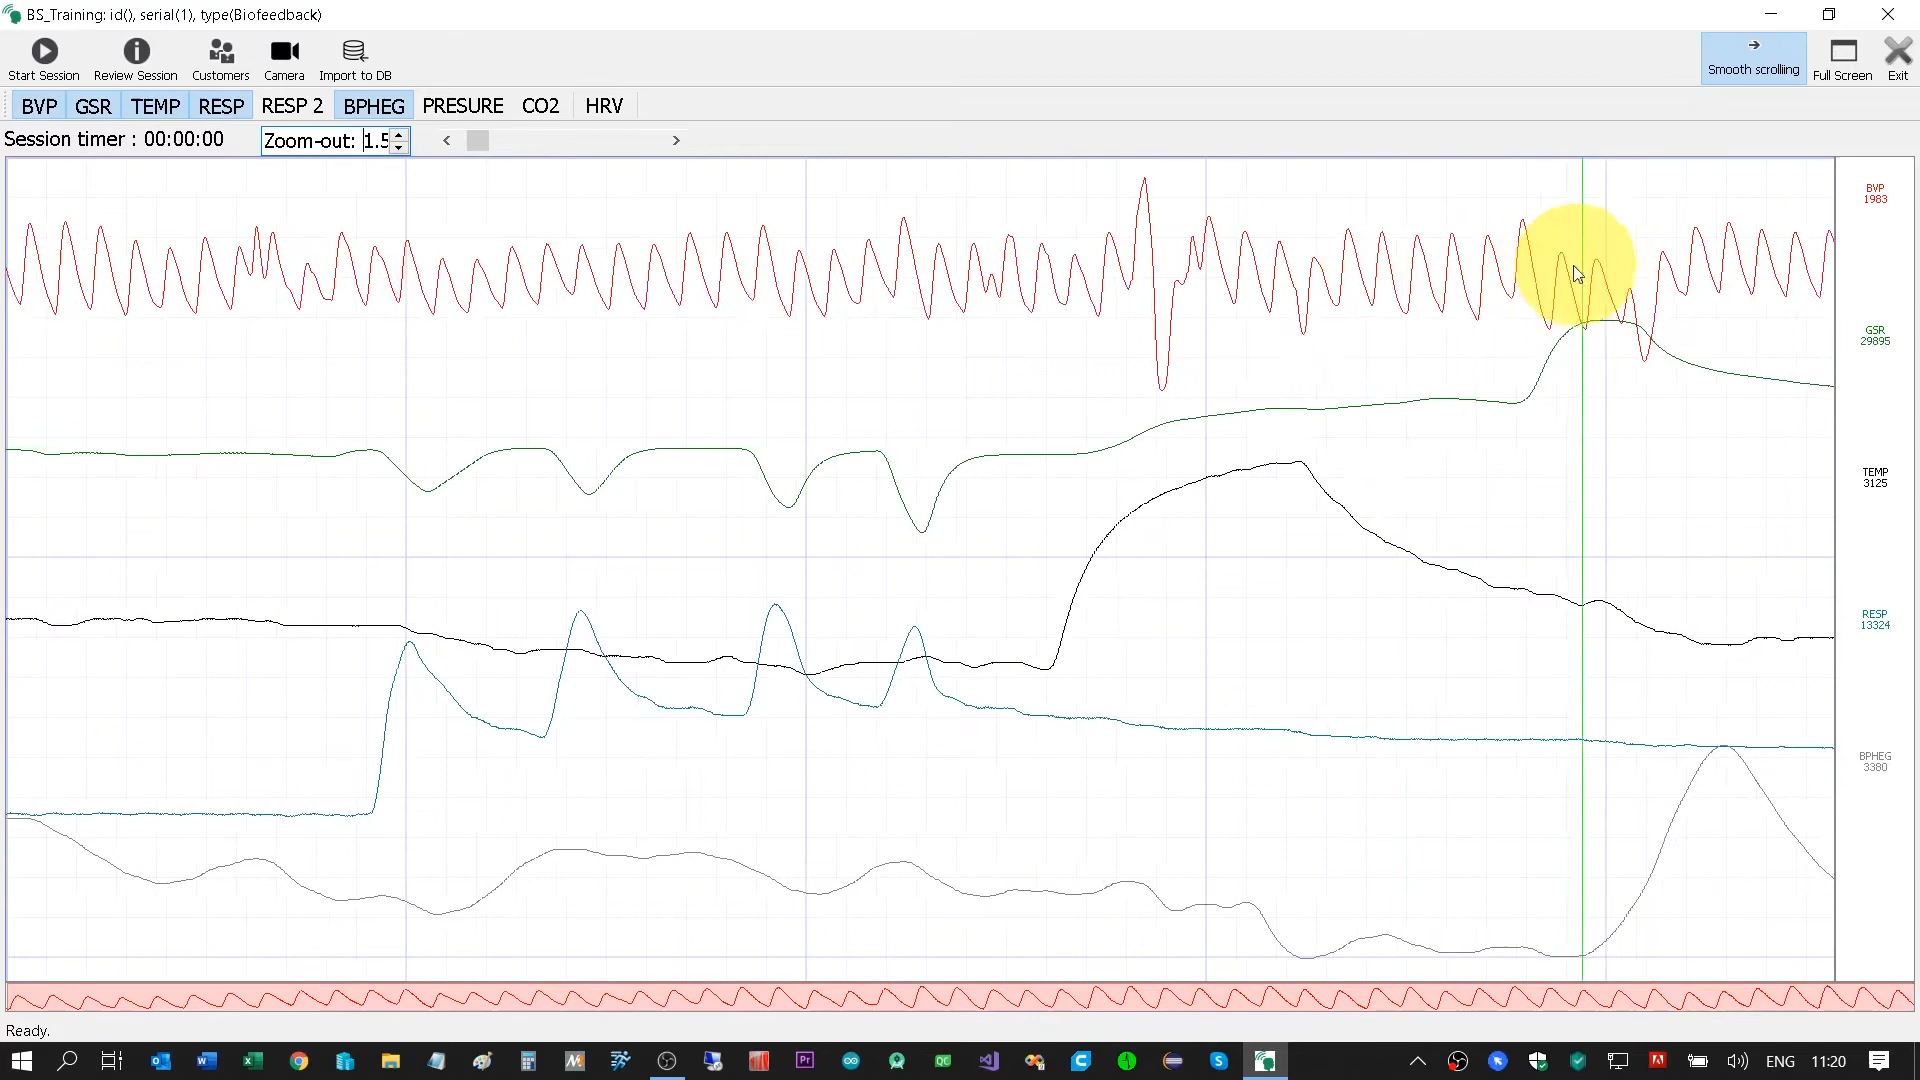 BS_Training: id(), serial(1), type(Biofeedback)
Start Session Review Session Customers Camera Import to DB Smooth scrolling Full Screen Exit
BVP GSR TEMP RESP RESP 2 BPHEG PRESURE CO2 HRV
Session timer : 00:00:00 Zoom-out: 1.5
BVP
1983
GSR
29895
TEMP
3125
RESP
13324
BPHEG
3380
Ready.
Pr QC ENG 11:20